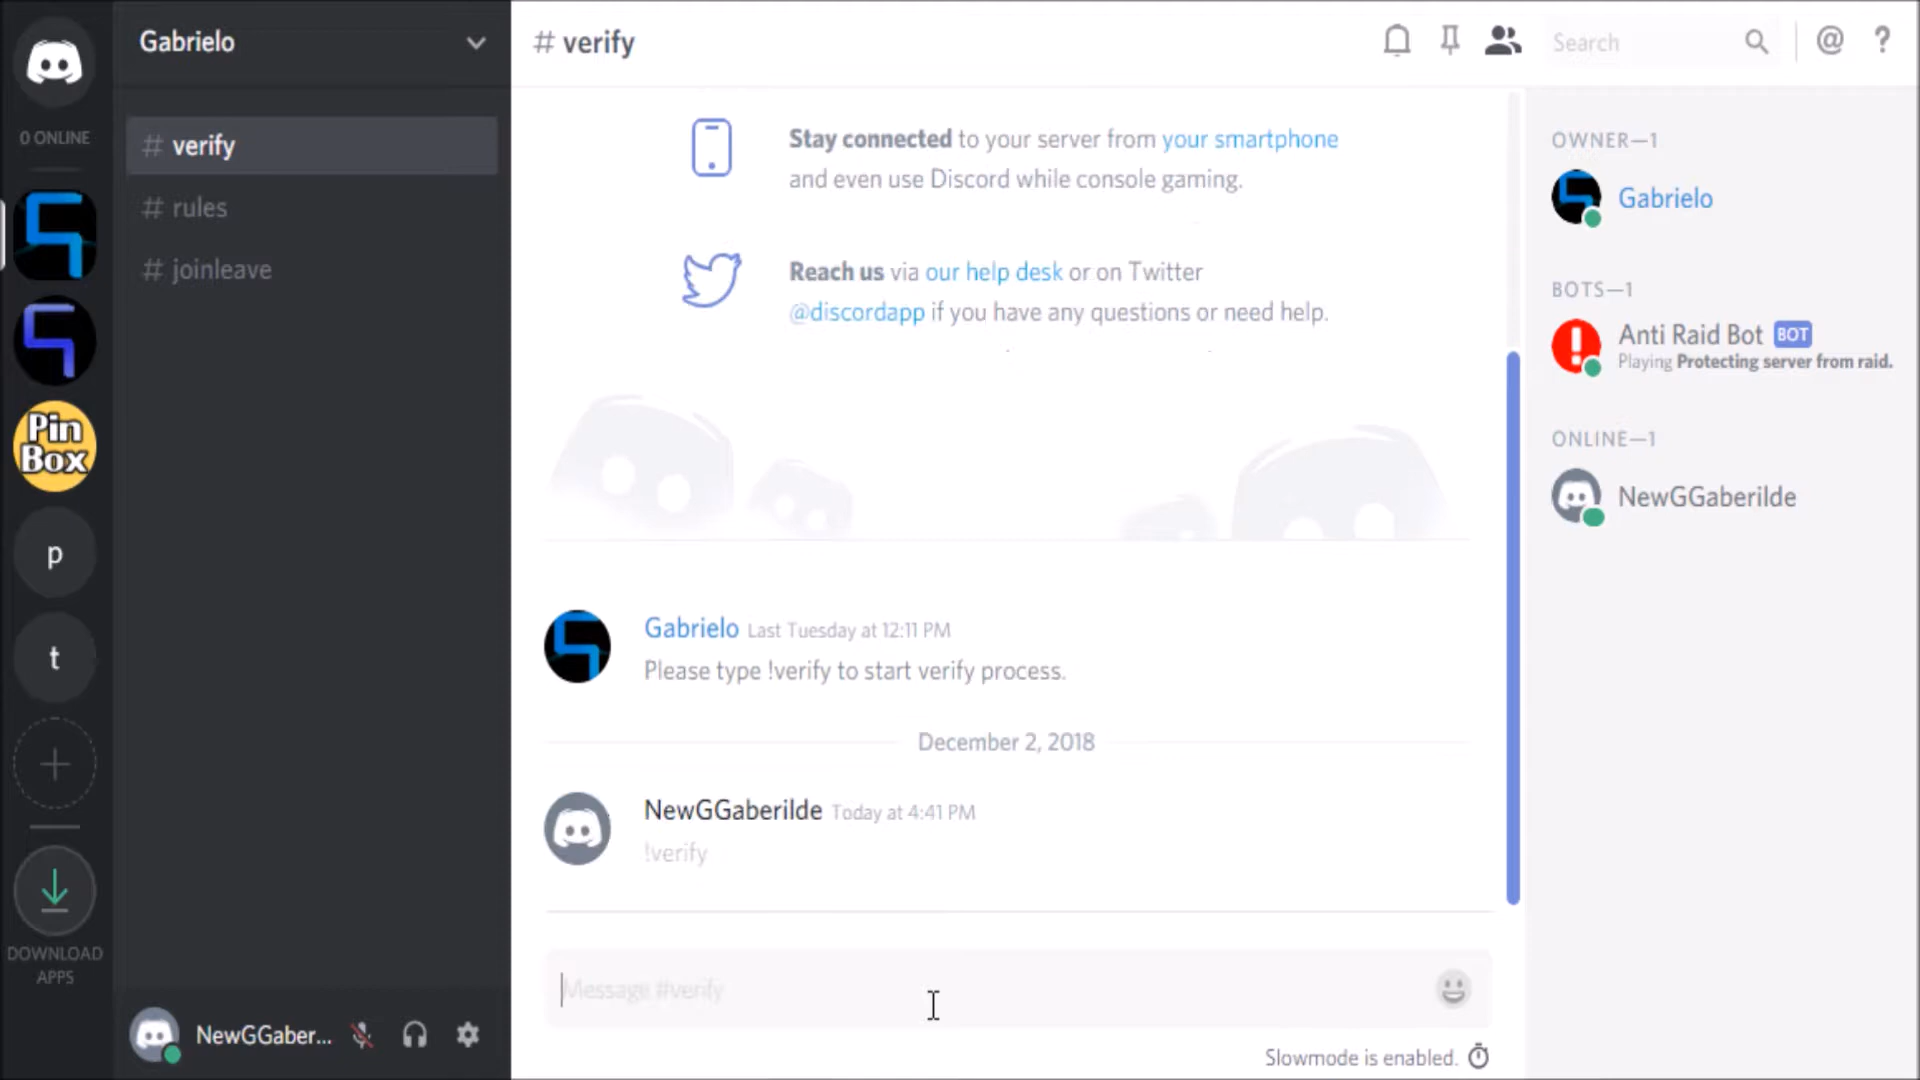 0 ONLINE
Pin
Box
p
t
DOWNLOAD
APPS
Gabrielo
# verify
# rules
# joinleave
NewGGaber...
# verify
Search
@
?
Stay connected to your server from your smartphone
and even use Discord while console gaming.
Reach us via our help desk or on Twitter
@discordapp if you have any questions or need help.
Gabrielo Last Tuesday at 12:11 PM
Please type !verify to start verify process.
December 2, 2018
NewGGaberilde Today at 4:41 PM
!verify
Message #verify
Slowmode is enabled.
OWNER—1
Gabrielo
BOTS—1
Anti Raid Bot BOT
Playing Protecting server from raid.
ONLINE—1
NewGGaberilde